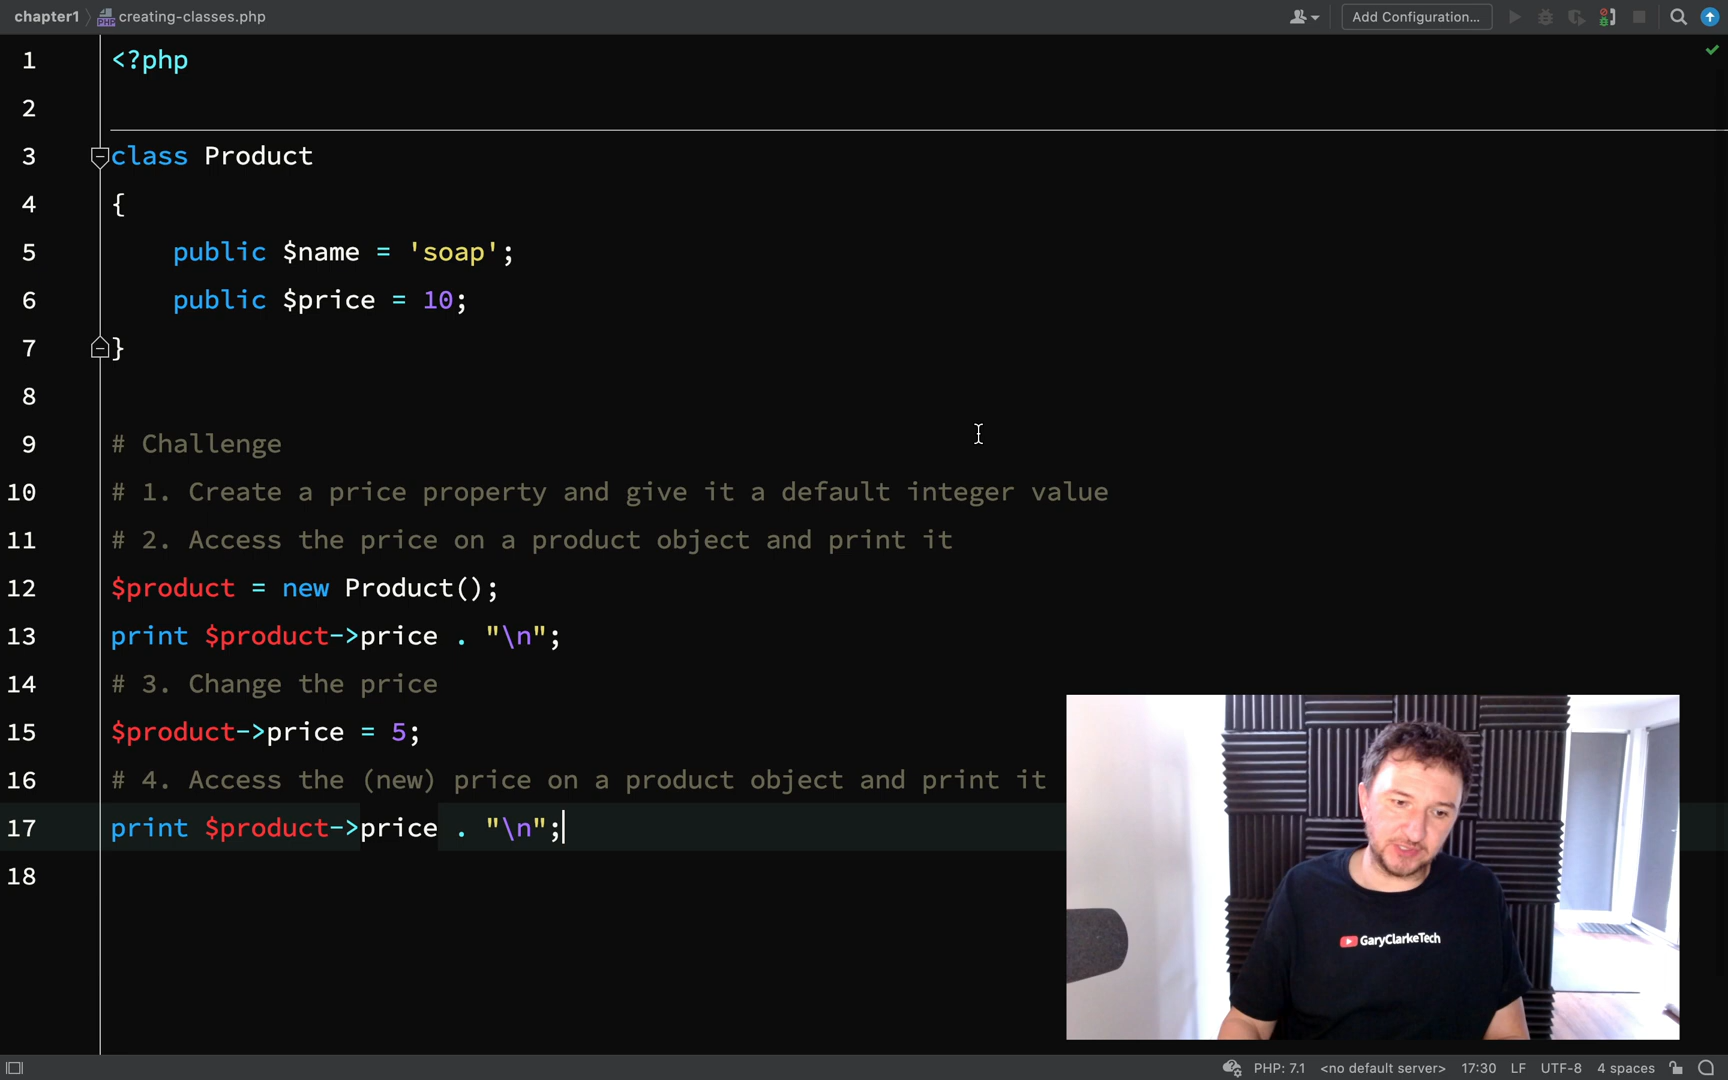 chapter1 creating-classes.php Add Configuration...
1 <?php
2
3 class Product
4 {
5 public $name = 'soap';
6 public $price = 10;
7 }
8
9 # Challenge
10 # 1. Create a price property and give it a default integer value
11 # 2. Access the price on a product object and print it
12 $product = new Product();
13 print $product->price . "\n";
14 # 3. Change the price
15 $product->price = 5;
16 # 4. Access the (new) price on a product object and print it
17 print $product->price . "\n";
18
GaryClarkeTech
PHP: 7.1 <no default server> 17:30 LF UTF-8 4 spaces